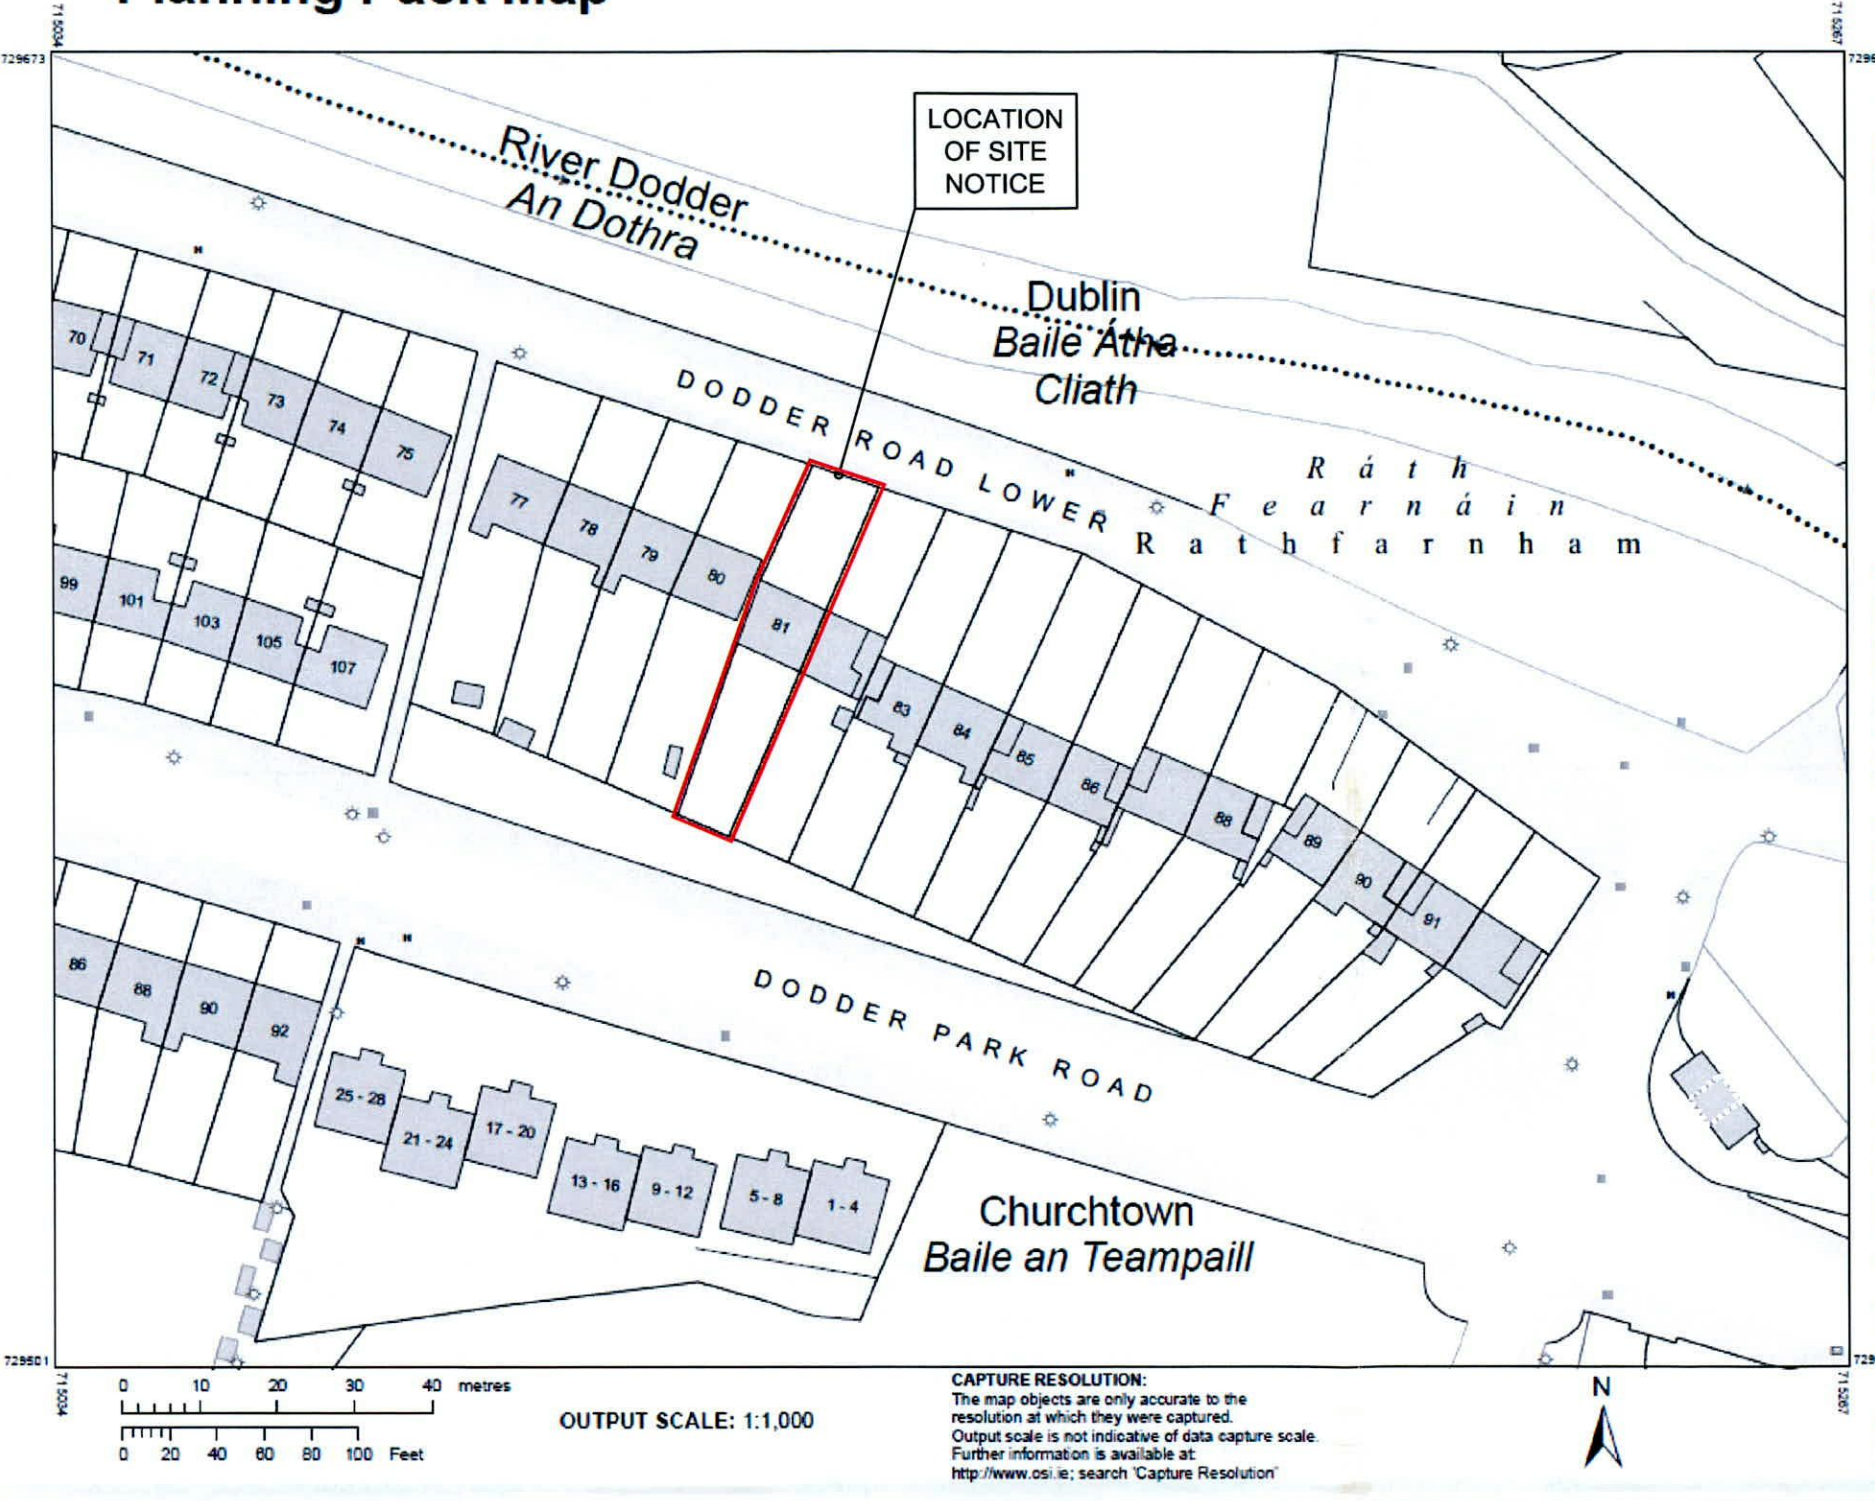 Planning Pack Map
715034
715267
729673
LOCATION
OF SITE
NOTICE
River Dodder
An Dothra
Dublin
Baile Átha
Cliath
DODDER ROAD LOWER
Ráth
Fearnáin
Rathfarnham
70
71
72
73
74
75
77
78
79
80
81
83
84
85
86
88
89
90
91
99
101
103
105
107
86
88
90
92
DODDER PARK ROAD
25 - 28
21 - 24
17 - 20
13 - 16
9 - 12
5 - 8
1 - 4
Churchtown
Baile an Teampaill
729501
715034
715267
0 10 20 30 40 metres
0 20 40 60 80 100 Feet
OUTPUT SCALE: 1:1,000
CAPTURE RESOLUTION:
The map objects are only accurate to the
resolution at which they were captured.
Output scale is not indicative of data capture scale.
Further information is available at:
http://www.osi.ie; search 'Capture Resolution'
N